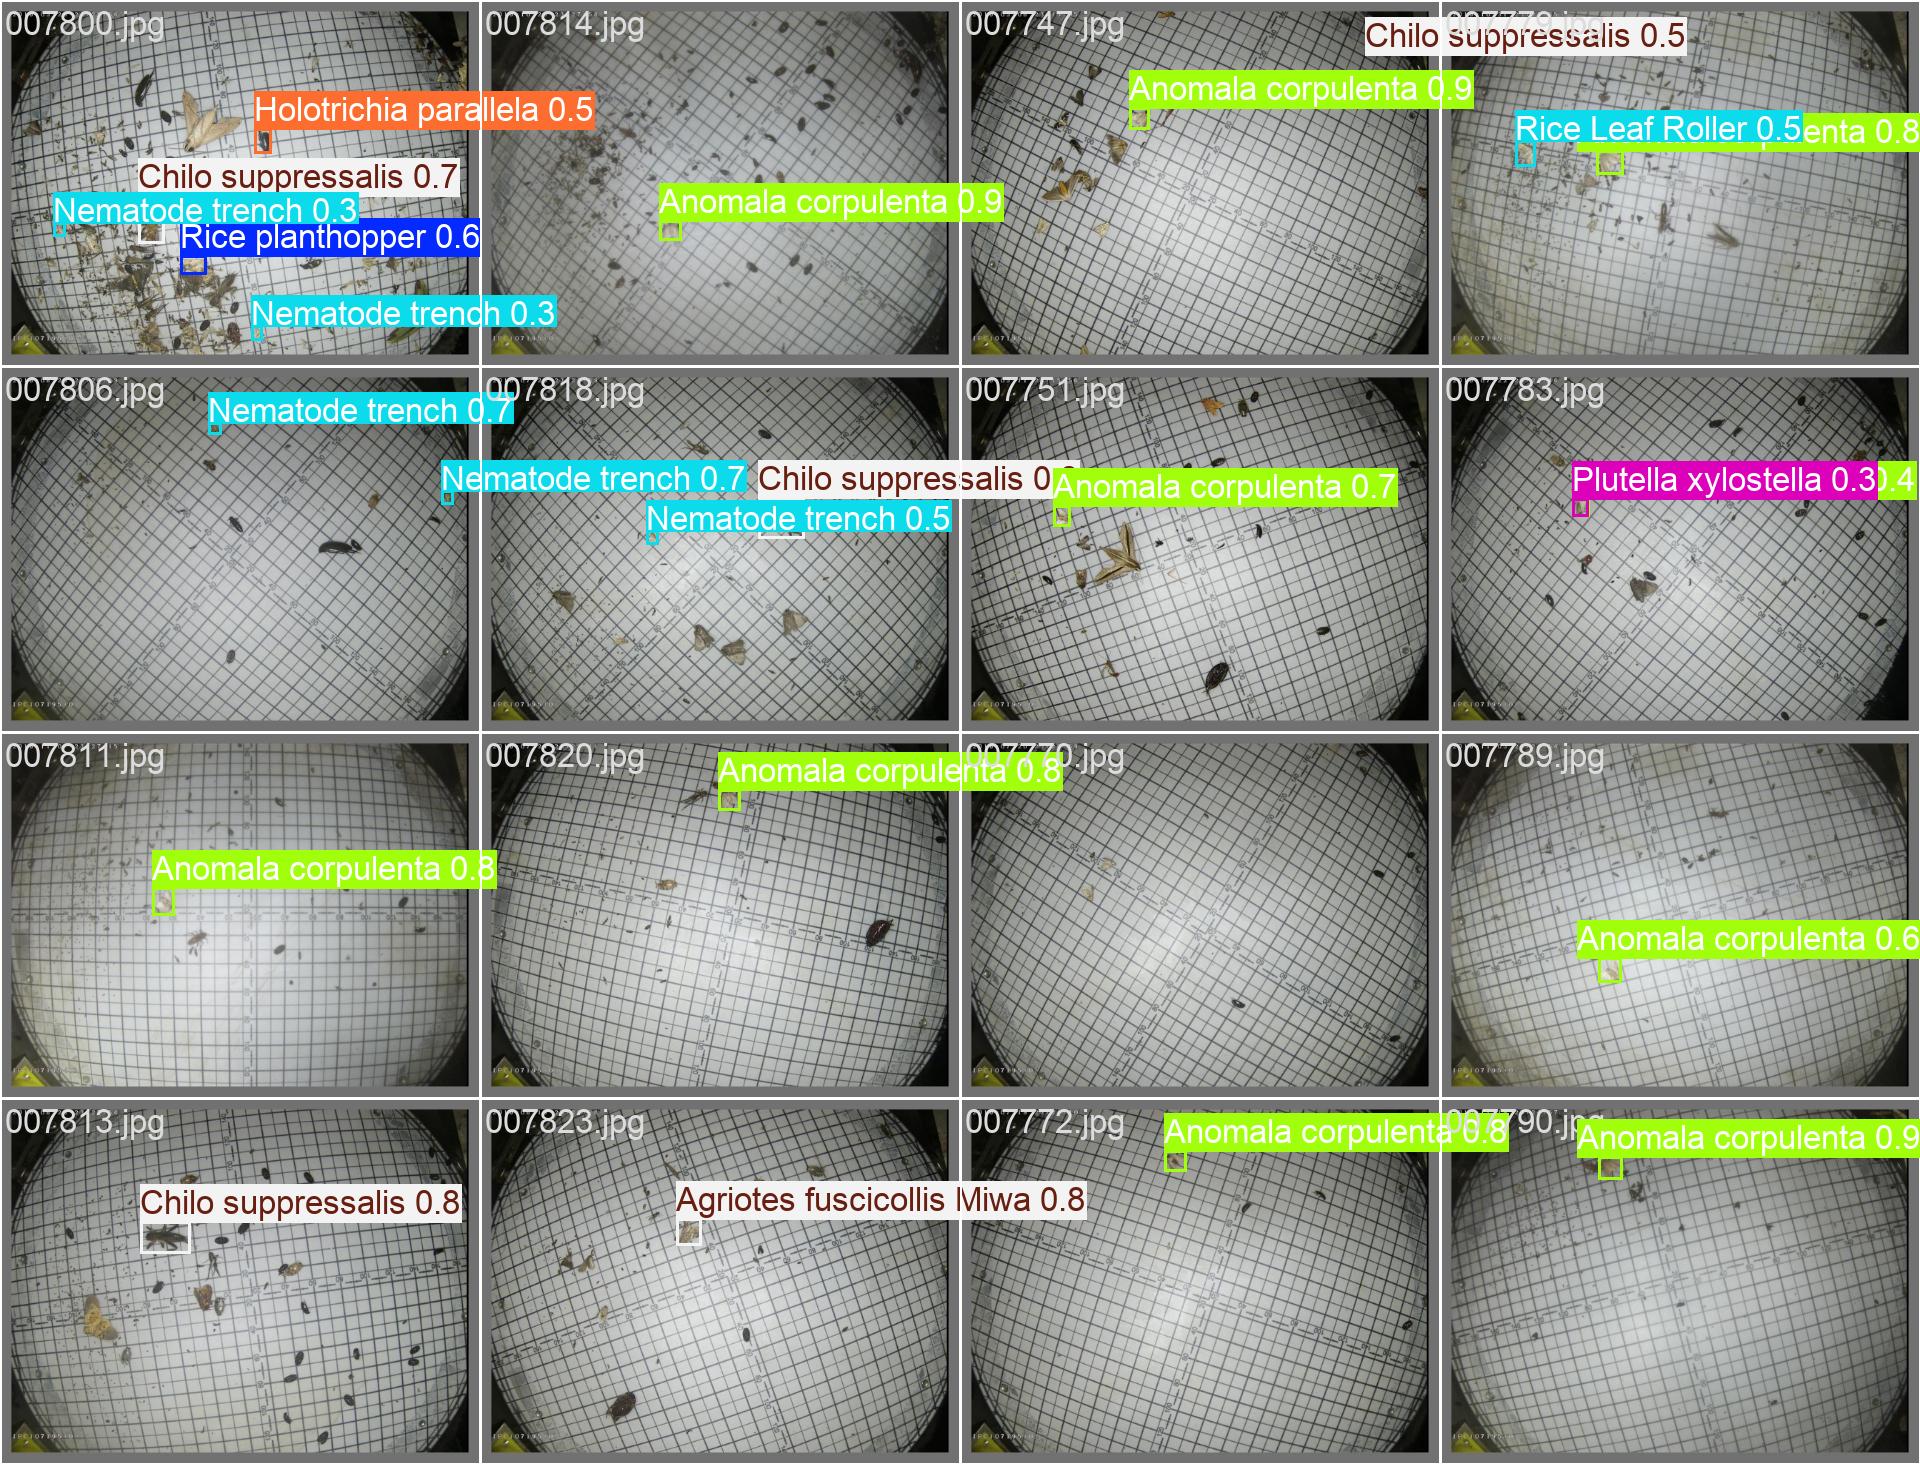 007800.jpg
007814.jpg
007747.jpg
Chilo suppressalis 0.5
Anomala corpulenta 0.9
Holotrichia parallela 0.5
Rice Leaf Roller 0.5
enta 0.8
Chilo suppressalis 0.7
Anomala corpulenta 0.9
Nematode trench 0.3
Rice planthopper 0.6
Nematode trench 0.3
007806.jpg
007818.jpg
007751.jpg
007783.jpg
Nematode trench 0.7
Nematode trench 0.7
Chilo suppressalis
Anomala corpulenta 0.7
Plutella xylostella 0.3
0.4
Nematode trench 0.5
007811.jpg
007820.jpg
007770.jpg
007789.jpg
Anomala corpulenta 0.8
Anomala corpulenta 0.8
Anomala corpulenta 0.6
007813.jpg
007823.jpg
007772.jpg
007790.jpg
Anomala corpulenta 0.8
Anomala corpulenta 0.9
Chilo suppressalis 0.8
Agriotes fuscicollis Miwa 0.8